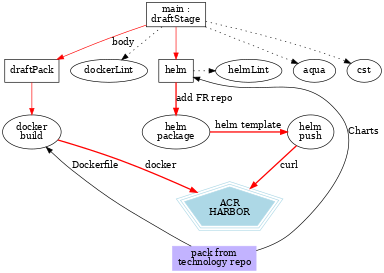 main :
draftStage
body
draftPack
dockerLint
helm
helmLint
aqua
cst
add FR repo
docker
build
helm
package
helm template
helm
push
Charts
Dockerfile
docker
curl
ACR
HARBOR
pack from
technology repo